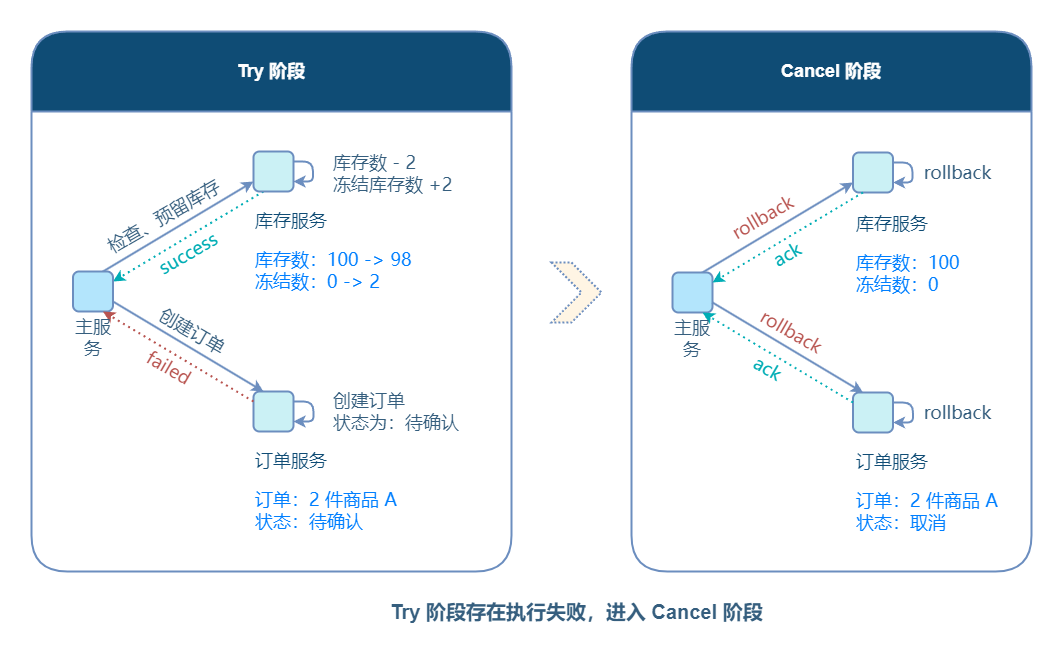 Try 阶段
检查、预留库存
success
库存数 - 2
冻结库存数 +2
库存服务
库存数：100 -> 98
冻结数：0 -> 2
主服
务
创建订单
failed
创建订单
状态为：待确认
订单服务
订单：2 件商品 A
状态：待确认
Cancel 阶段
rollback
ack
rollback
库存服务
库存数：100
冻结数：0
主服
务
rollback
ack
rollback
订单服务
订单：2 件商品 A
状态：取消
Try 阶段存在执行失败，进入 Cancel 阶段